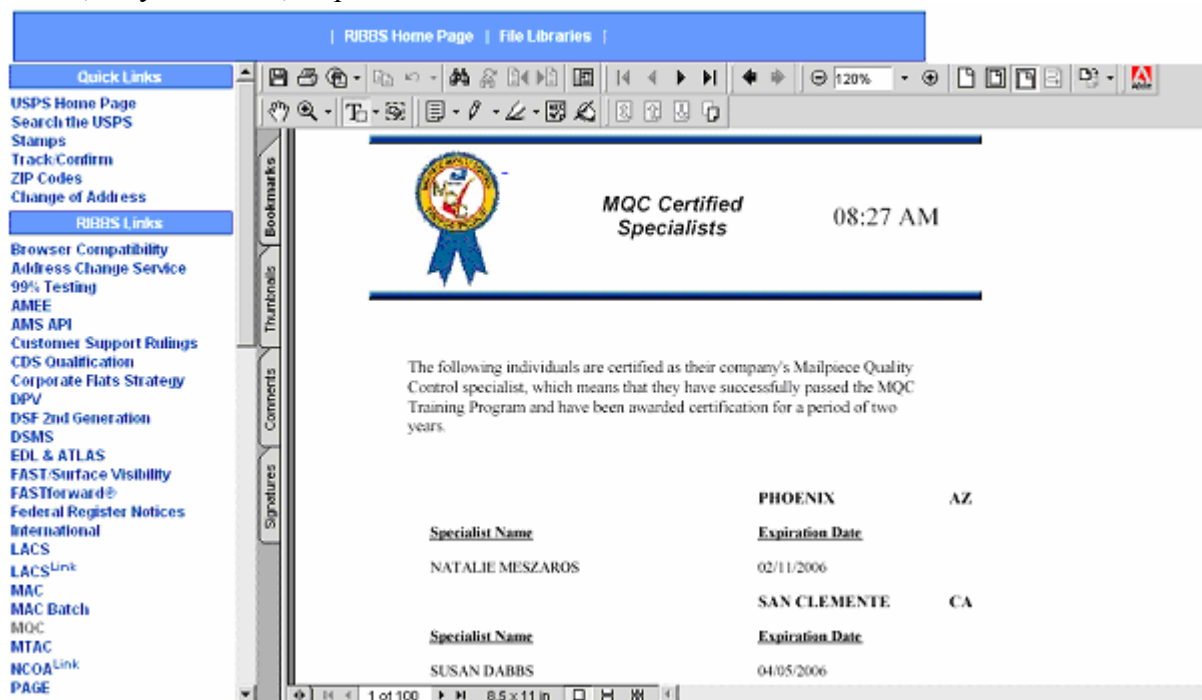 | RIBBS Home Page | File Libraries |
Quick Links
USPS Home Page
Search the USPS
Stamps
Track/Confirm
ZIP Codes
Change of Address
RIBBS Links
Browser Compatibility
Address Change Service
99% Testing
AMEE
AMS API
Customer Support Rulings
CDS Qualification
Corporate Flats Strategy
DPV
DSF 2nd Generation
DSMS
EDL & ATLAS
FAST/Surface Visibility
FASTforward®
Federal Register Notices
International
LACS
LACSLink
MAC
MAC Batch
MQC
MTAC
NCOALink
PAGE
120%
Adobe
Bookmarks
Thumbnails
Comments
Signatures
MQC
MQC Certified
Specialists
08:27 AM
The following individuals are certified as their company's Mailpiece Quality
Control specialist, which means that they have successfully passed the MQC
Training Program and have been awarded certification for a period of two
years.
PHOENIX AZ
Specialist Name Expiration Date
NATALIE MESZAROS 02/11/2006
SAN CLEMENTE CA
Specialist Name Expiration Date
SUSAN DABBS 04/05/2006
1 of 100 8.5 x 11 in